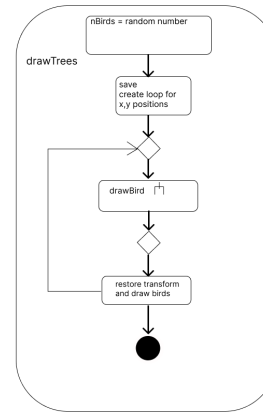 nBirds = random number
drawTrees
save
create loop for
x,y positions
drawBird
restore transform
and draw birds